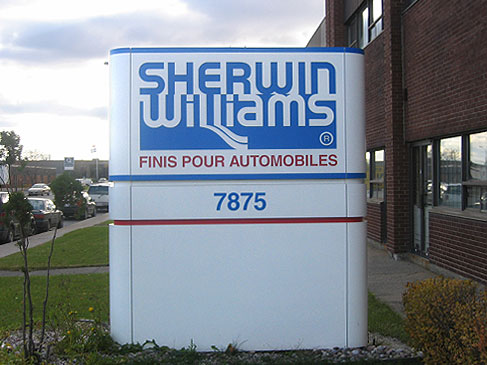 SHERWIN
Williams ®
FINIS POUR AUTOMOBILES
7875